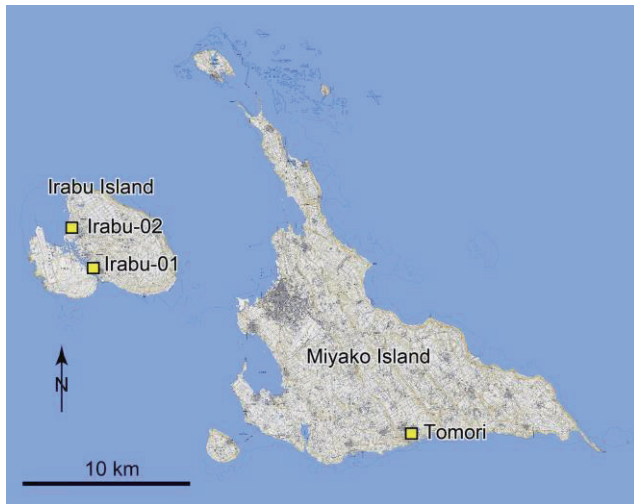 Irabu Island
Irabu-02
Irabu-01
N
Miyako Island
Tomori
10 km